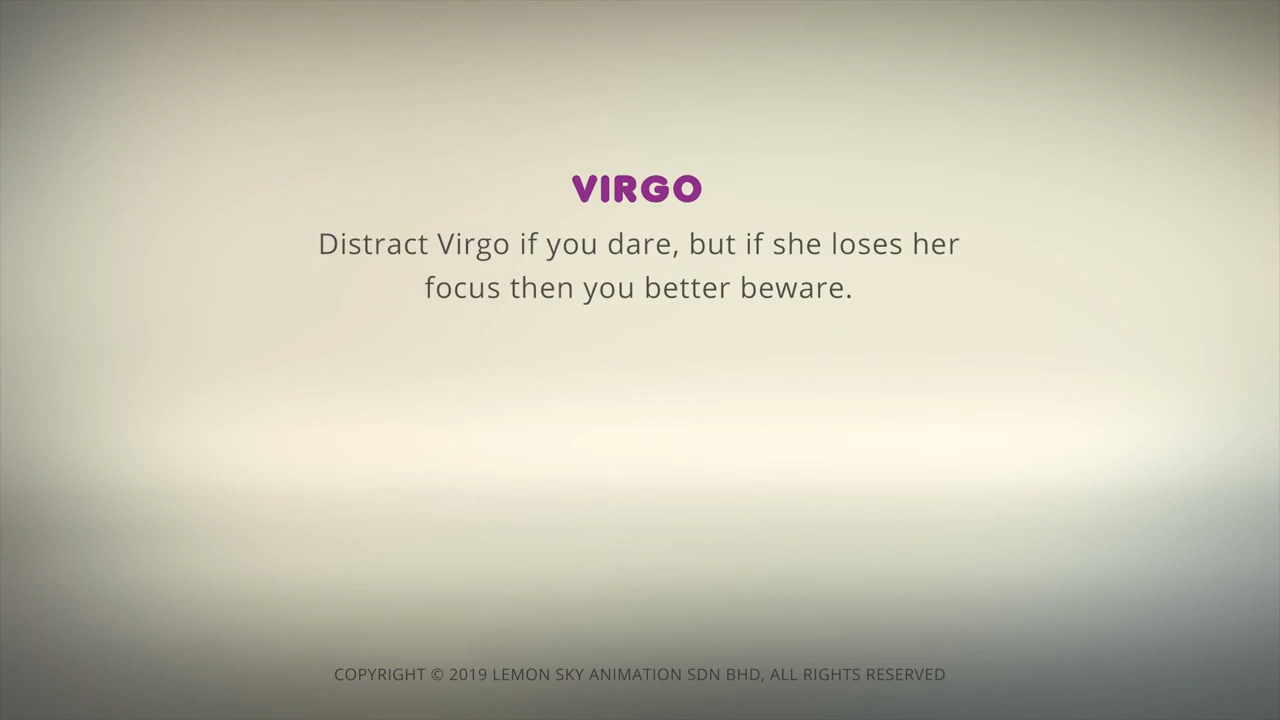 VIRGO
Distract Virgo if you dare, but if she loses her
focus then you better beware.
COPYRIGHT © 2019 LEMON SKY ANIMATION SDN BHD, ALL RIGHTS RESERVED